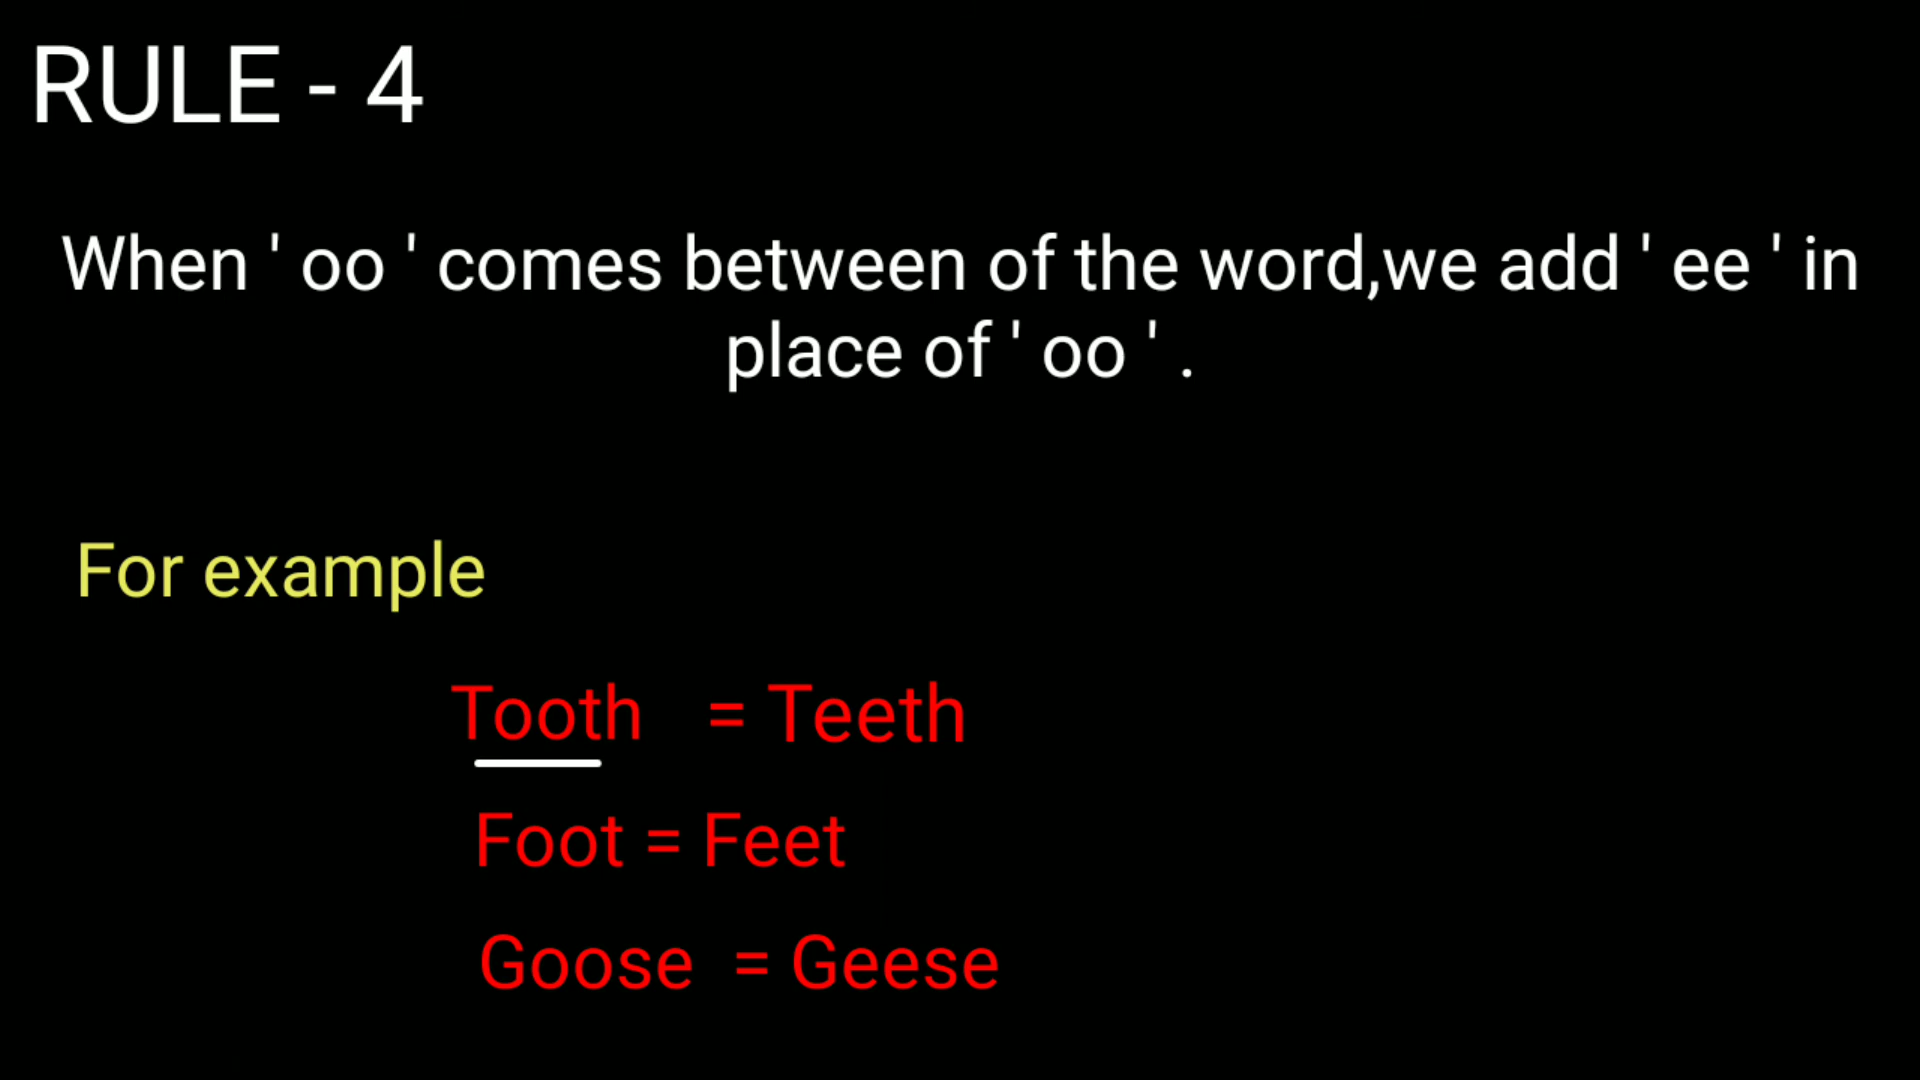 RULE - 4
When ' oo ' comes between of the word,we add ' ee ' in
place of ' oo ' .
For example
Tooth = Teeth
Foot = Feet
Goose = Geese